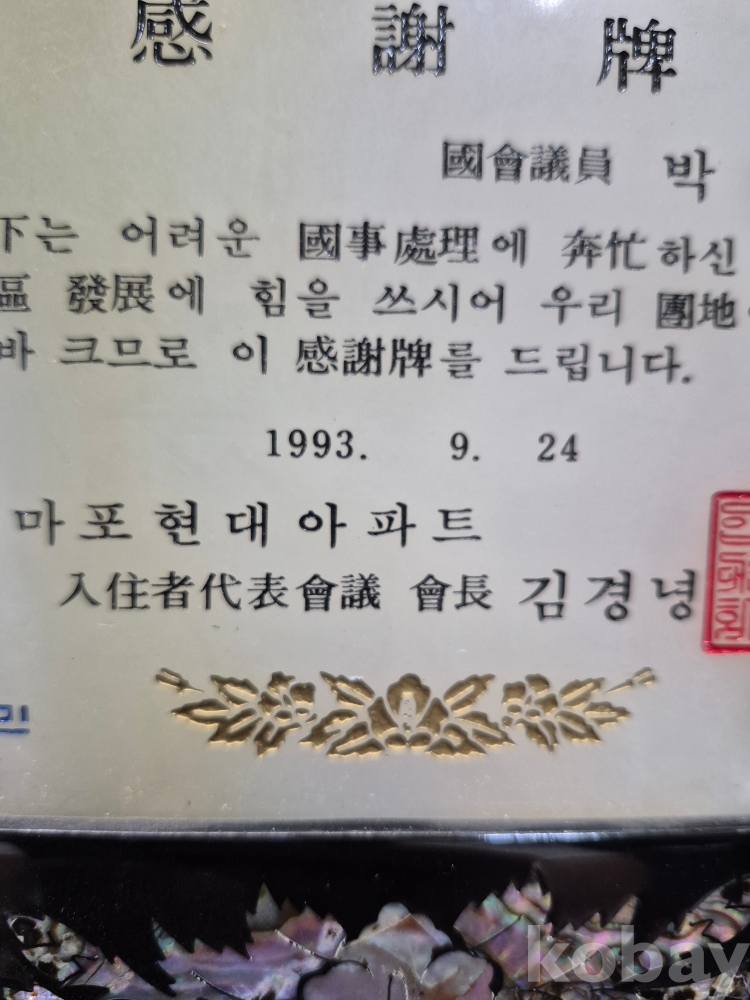 感謝牌
國會議員 박
下는 어려운 國事處理에 奔忙하신
區 發展에 힘을 쓰시어 우리 團地
바 크므로 이 感謝牌를 드립니다.
1993. 9. 24
마포현대아파트
入住者代表會議 會長 김경녕
민
kobay